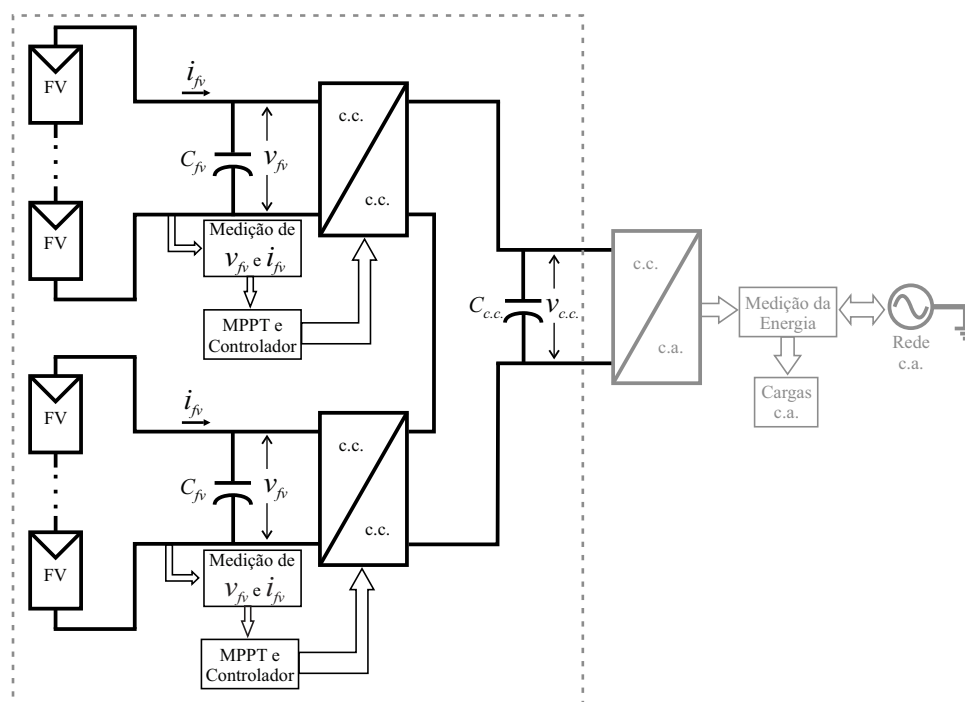 FV
i_fv
c.c.
C_fv
v_fv
c.c.
FV
Medição de
v_fv e i_fv
MPPT e
Controlador
C_c.c.
v_c.c.
c.c.
c.a.
Medição da
Energia
Rede
c.a.
Cargas
c.a.
FV
i_fv
c.c.
C_fv
v_fv
c.c.
FV
Medição de
v_fv e i_fv
MPPT e
Controlador